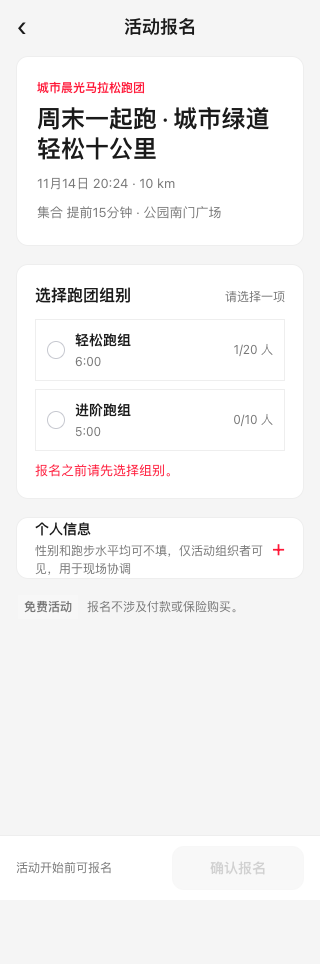 ‹ 活动报名
城市晨光马拉松跑团
周末一起跑 · 城市绿道
轻松十公里
11月14日 20:24 · 10 km
集合 提前15分钟 · 公园南门广场
选择跑团组别 请选择一项
轻松跑组
6:00
1/20 人
进阶跑组
5:00
0/10 人
报名之前请先选择组别。
个人信息
性别和跑步水平均可不填，仅活动组织者可
见，用于现场协调
+
免费活动 报名不涉及付款或保险购买。
活动开始前可报名 确认报名